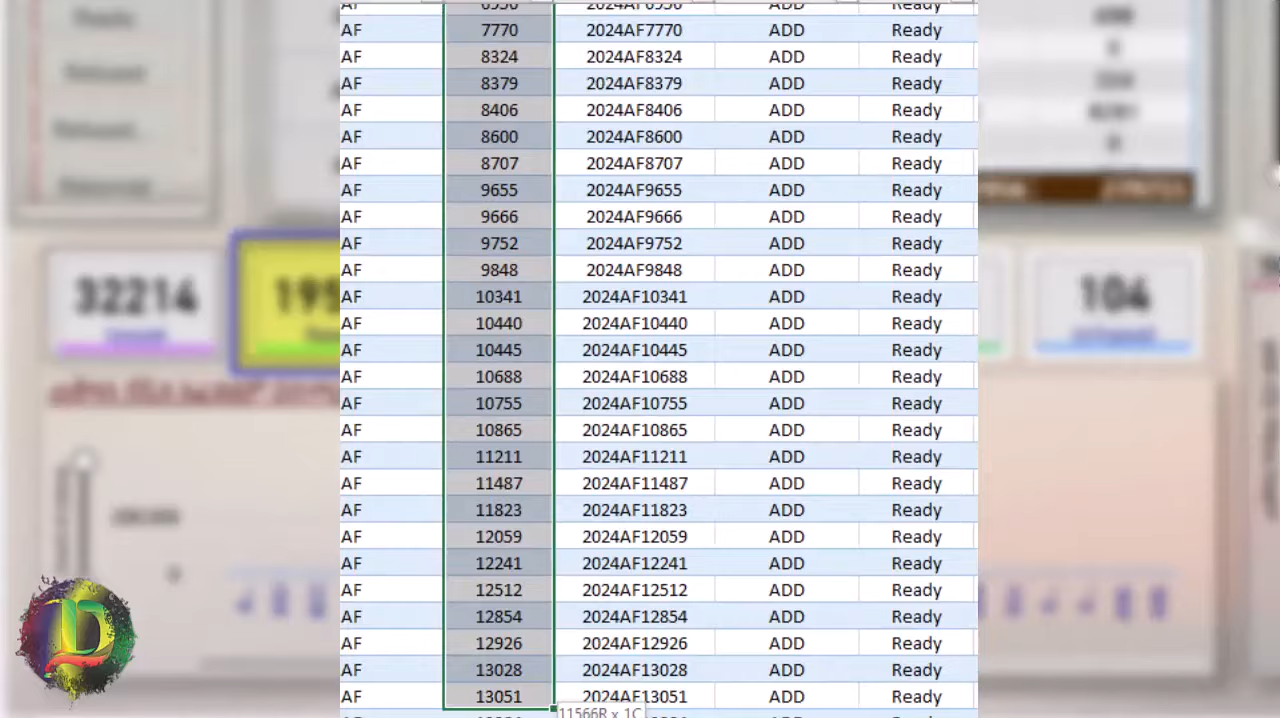 AF 7770 2024AF7770 ADD Ready
AF 8324 2024AF8324 ADD Ready
AF 8379 2024AF8379 ADD Ready
AF 8406 2024AF8406 ADD Ready
AF 8600 2024AF8600 ADD Ready
AF 8707 2024AF8707 ADD Ready
AF 9655 2024AF9655 ADD Ready
AF 9666 2024AF9666 ADD Ready
AF 9752 2024AF9752 ADD Ready
AF 9848 2024AF9848 ADD Ready
AF 10341 2024AF10341 ADD Ready
AF 10440 2024AF10440 ADD Ready
AF 10445 2024AF10445 ADD Ready
AF 10688 2024AF10688 ADD Ready
AF 10755 2024AF10755 ADD Ready
AF 10865 2024AF10865 ADD Ready
AF 11211 2024AF11211 ADD Ready
AF 11487 2024AF11487 ADD Ready
AF 11823 2024AF11823 ADD Ready
AF 12059 2024AF12059 ADD Ready
AF 12241 2024AF12241 ADD Ready
AF 12512 2024AF12512 ADD Ready
AF 12854 2024AF12854 ADD Ready
AF 12926 2024AF12926 ADD Ready
AF 13028 2024AF13028 ADD Ready
AF 13051 2024AF13051 ADD Ready
11566R x 1C
32214
195
104
LD